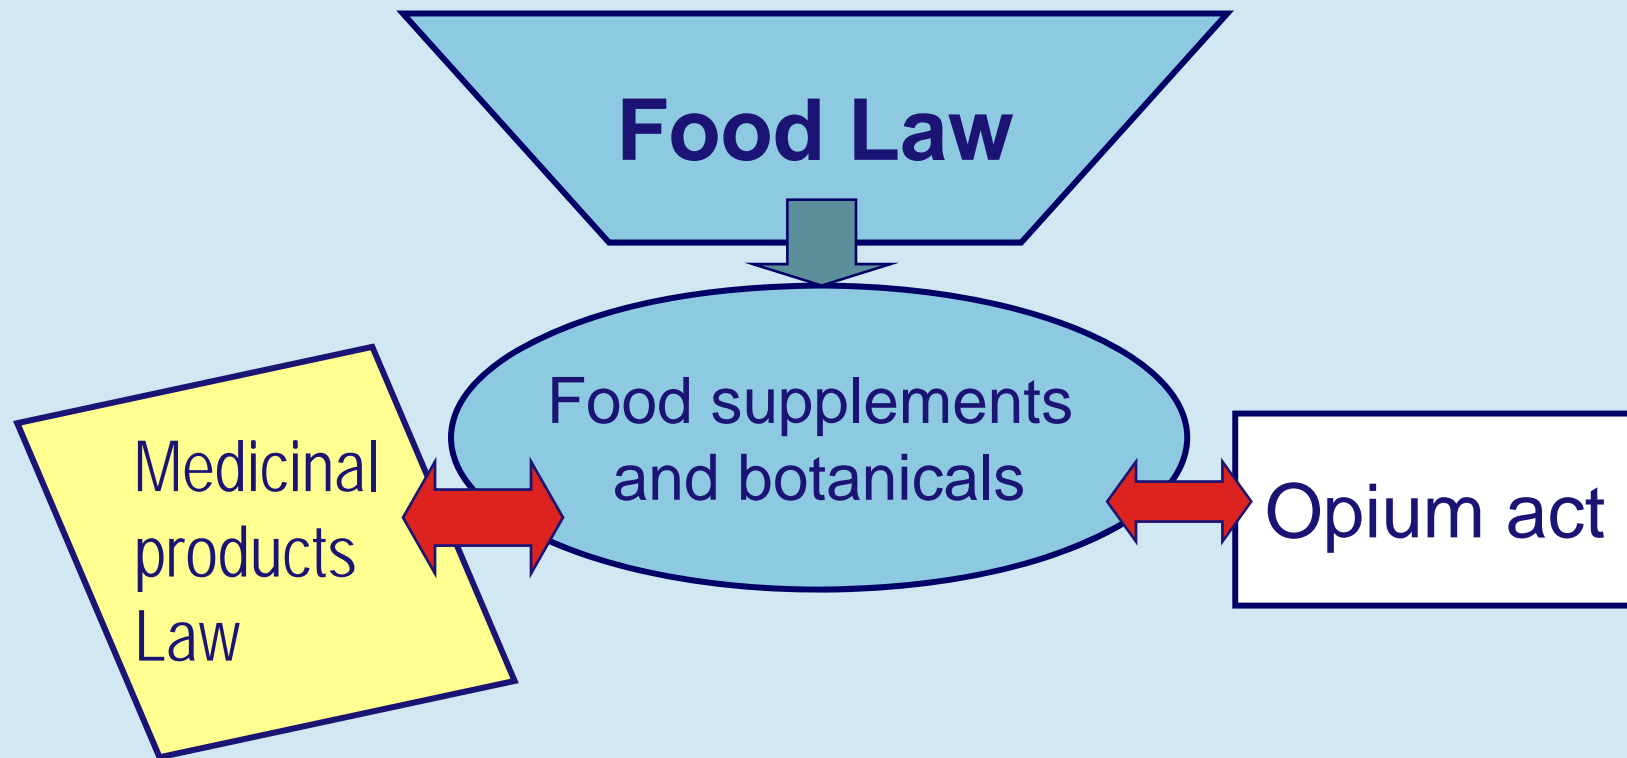 Food Law
Food supplements
and botanicals
Medicinal
products
Law
Opium act